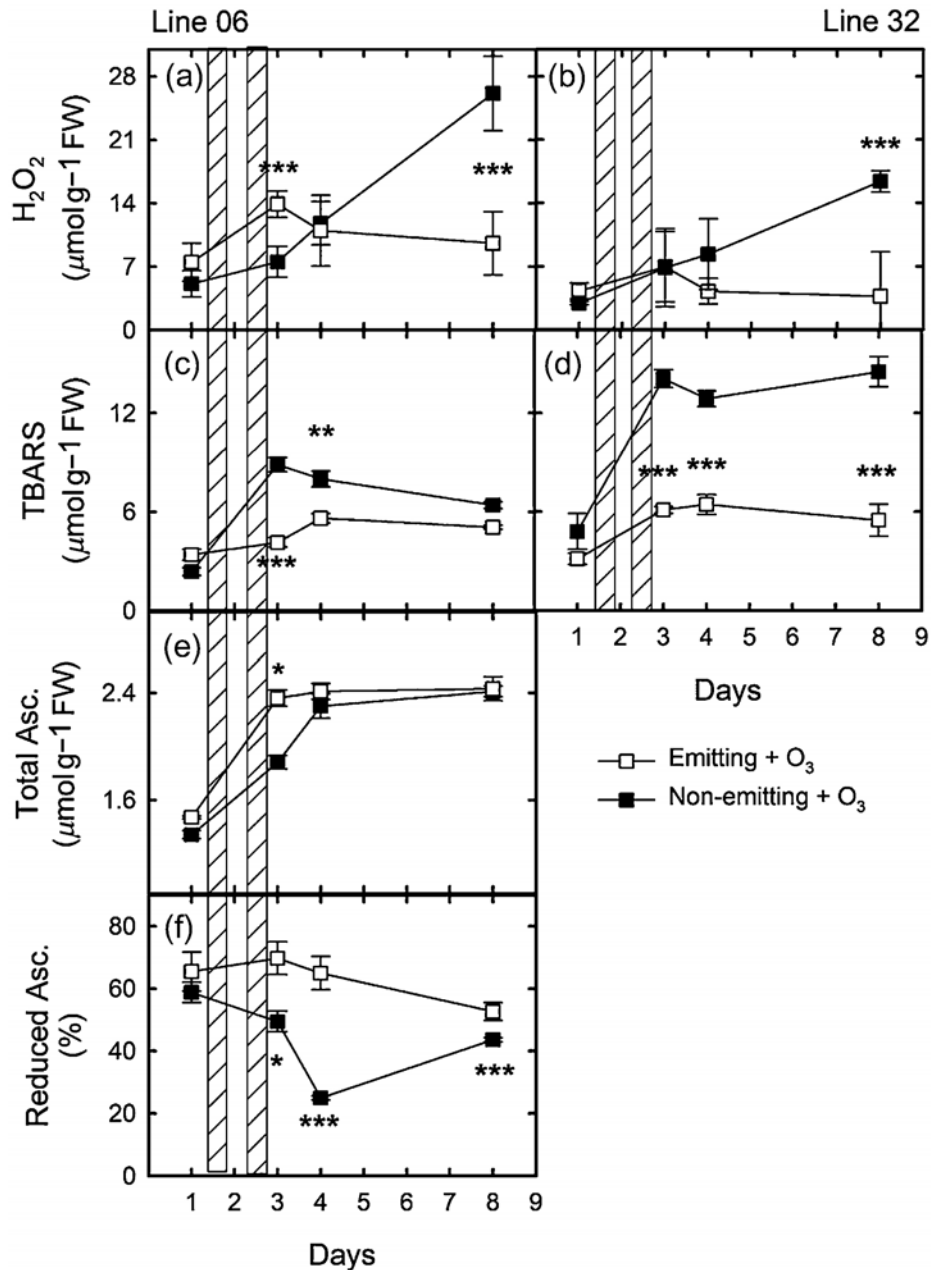 Line 06
Line 32
(a)
(b)
H₂O₂
(μmolg−1 FW)
28
21
14
7
0
***
***
***
(c)
(d)
TBARS
(μmolg−1 FW)
12
6
0
**
***
***
***
***
1 2 3 4 5 6 7 8 9
Days
(e)
Total Asc.
(μmolg−1 FW)
2.4
1.6
*
Emitting + O₃
Non-emitting + O₃
(f)
Reduced Asc.
(%)
80
60
40
20
0
*
***
***
1 2 3 4 5 6 7 8 9
Days